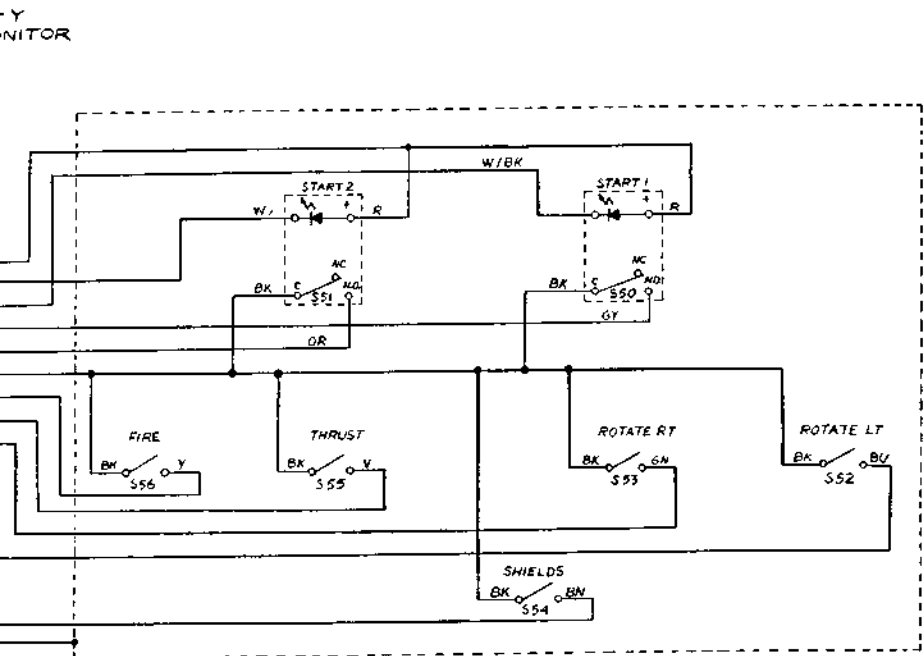 -Y
ONITOR
W/BK
START 2
START 1
W/
+
R
+
R
NC
NC
BK
C
NO
BK
C
NO
S51
S50
GY
OR
FIRE
THRUST
ROTATE RT
ROTATE LT
BK
Y
BK
V
BK
GN
BK
BU
S56
S55
S53
S52
SHIELDS
BK
BN
S54